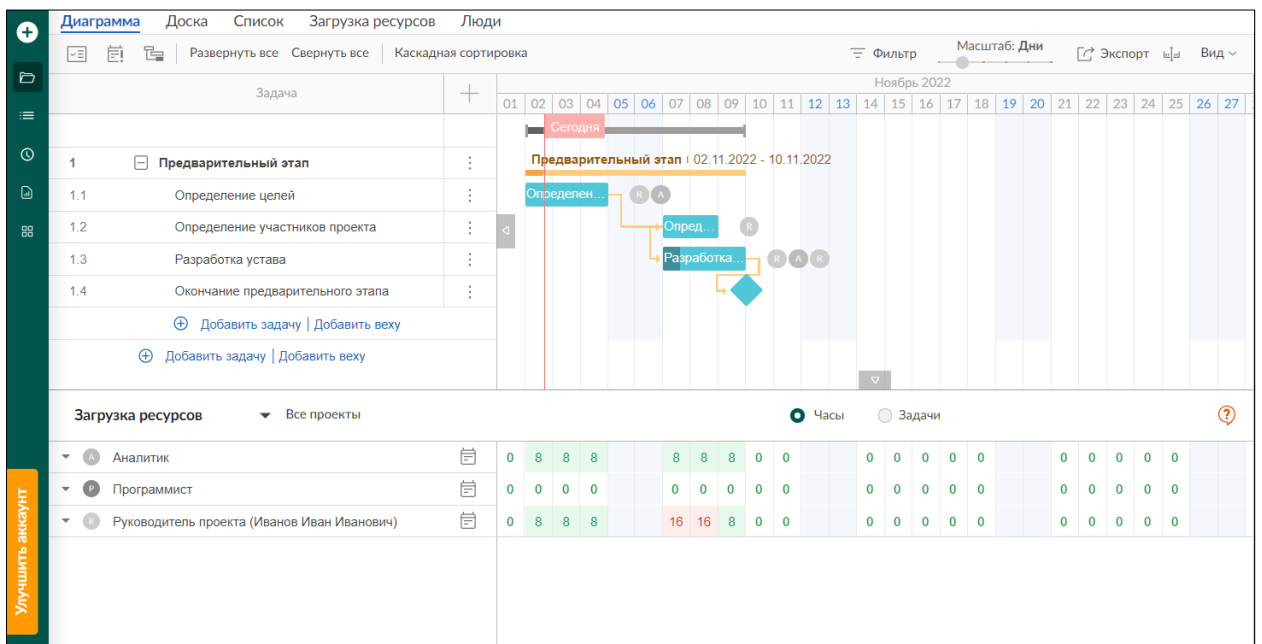 Диаграмма Доска Список Загрузка ресурсов Люди
Развернуть все Свернуть все Каскадная сортировка Фильтр Масштаб: Дни Экспорт Вид
Задача Ноябрь 2022
01 02 03 04 05 06 07 08 09 10 11 12 13 14 15 16 17 18 19 20 21 22 23 24 25 26 27
Сегодня
1 Предварительный этап Предварительный этап 02.11.2022 - 10.11.2022
1.1 Определение целей Определен... R A
1.2 Определение участников проекта Опред... R
1.3 Разработка устава Разработка... R A R
1.4 Окончание предварительного этапа
Добавить задачу | Добавить веху
Добавить задачу | Добавить веху
Загрузка ресурсов Все проекты Часы Задачи
A Аналитик 0 8 8 8 8 8 8 0 0 0 0 0 0 0 0 0 0 0 0
P Программист 0 0 0 0 0 0 0 0 0 0 0 0 0 0 0 0 0 0 0
R Руководитель проекта (Иванов Иван Иванович) 0 8 8 8 16 16 8 0 0 0 0 0 0 0 0 0 0 0 0
Улучшить аккаунт